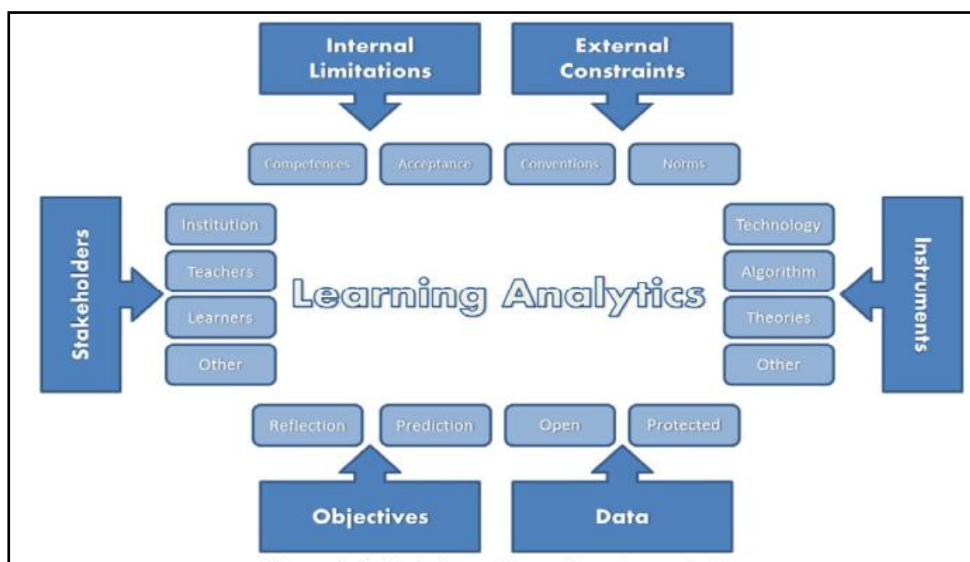 Internal
Limitations
External
Constraints
Competences
Acceptance
Conventions
Norms
Stakeholders
Institution
Teachers
Learners
Other
Learning Analytics
Technology
Algorithm
Theories
Other
Instruments
Reflection
Prediction
Open
Protected
Objectives
Data